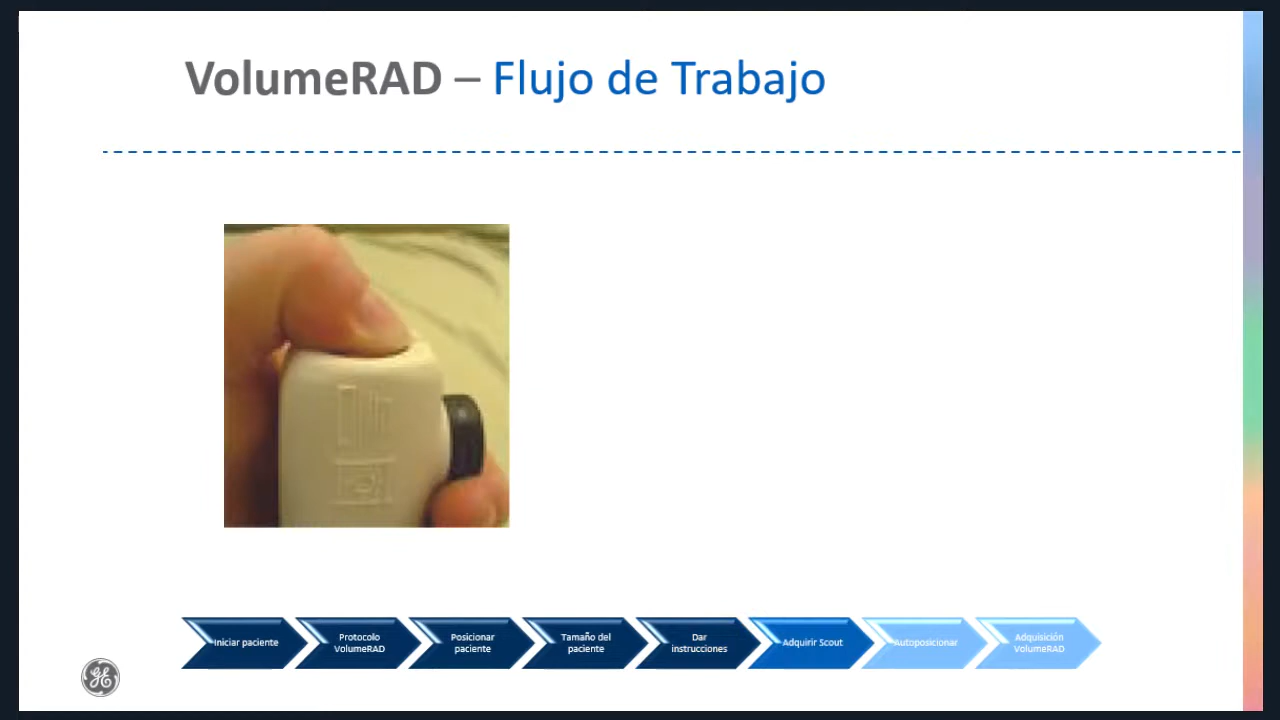 VolumeRAD – Flujo de Trabajo
Iniciar paciente
Protocolo
VolumeRAD
Posicionar
paciente
Tamaño del
paciente
Dar
instrucciones
Adquirir Scout
Autoposicionar
Adquisición
VolumeRAD
GE